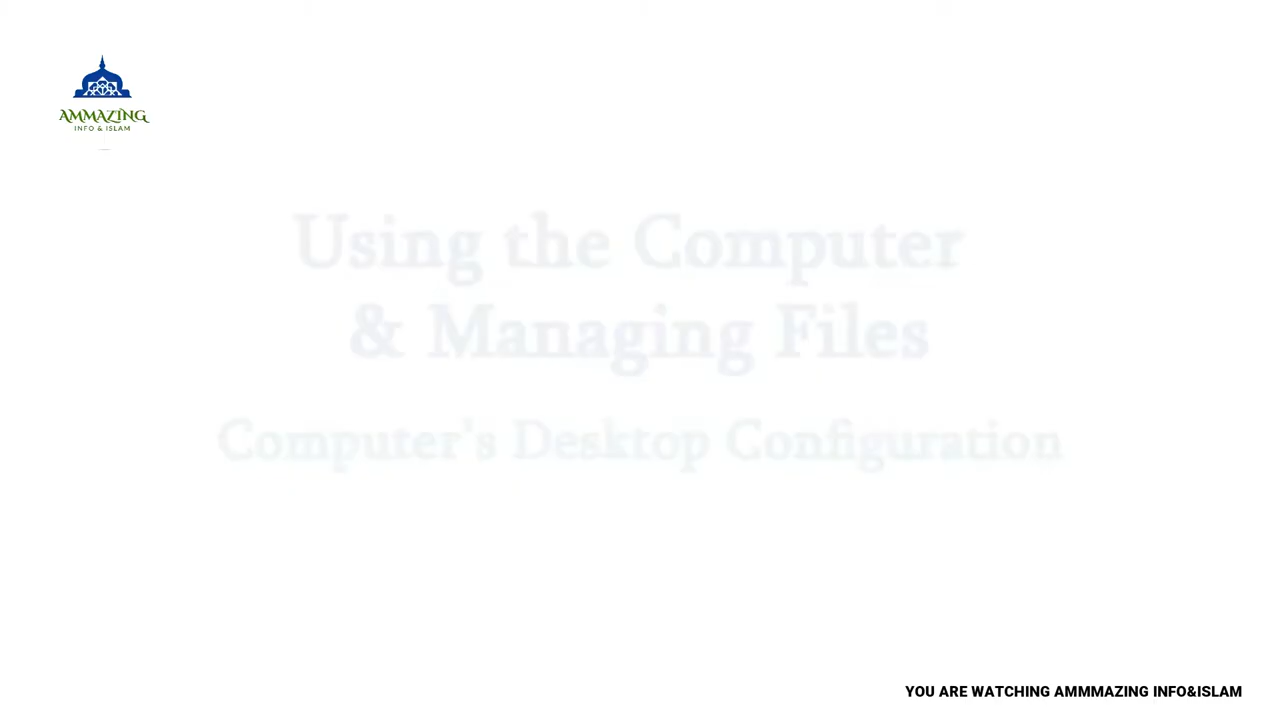 AMMAZING
INFO & ISLAM
Using the Computer
& Managing Files
Computer's Desktop Configuration
YOU ARE WATCHING AMMMAZING INFO&ISLAM